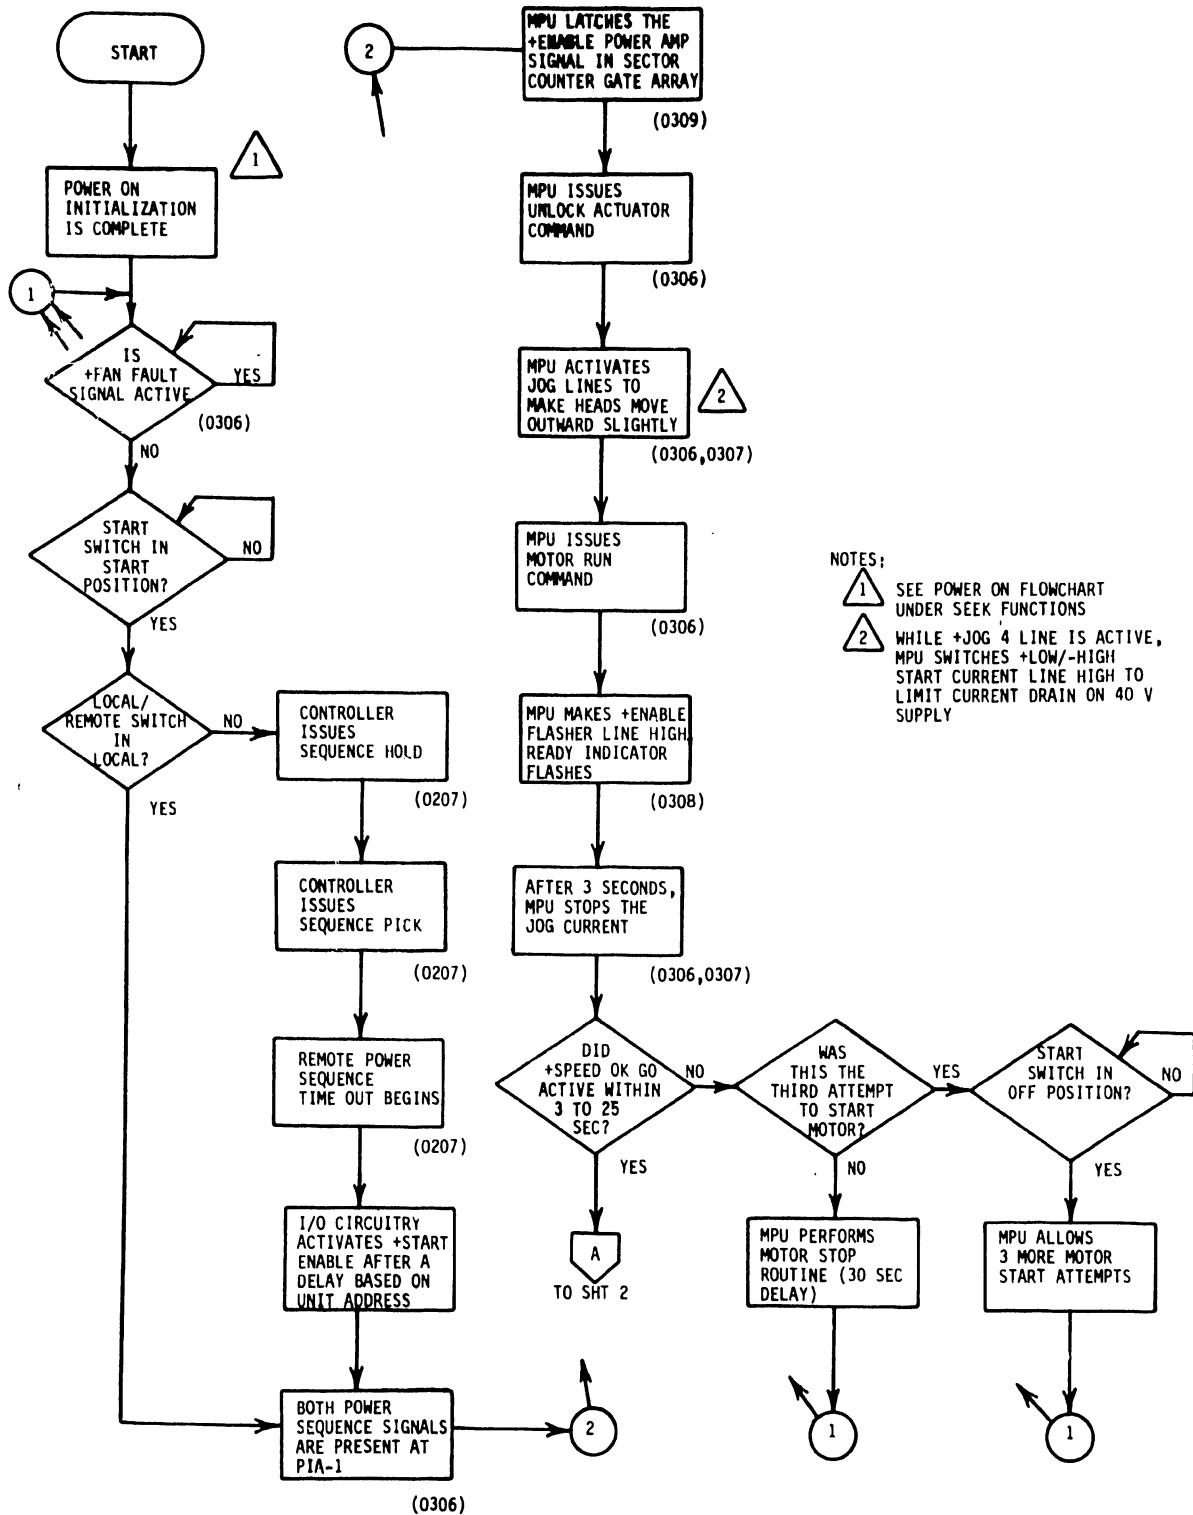 START
1
POWER ON
INITIALIZATION
IS COMPLETE
1
IS
+FAN FAULT
SIGNAL ACTIVE
YES
(0306)
NO
START
SWITCH IN
START
POSITION?
NO
YES
LOCAL/
REMOTE SWITCH
IN
LOCAL?
NO
YES
CONTROLLER
ISSUES
SEQUENCE HOLD
(0207)
CONTROLLER
ISSUES
SEQUENCE PICK
(0207)
REMOTE POWER
SEQUENCE
TIME OUT BEGINS
(0207)
I/O CIRCUITRY
ACTIVATES +START
ENABLE AFTER A
DELAY BASED ON
UNIT ADDRESS
BOTH POWER
SEQUENCE SIGNALS
ARE PRESENT AT
PIA-1
(0306)
2
2
MPU LATCHES THE
+ENABLE POWER AMP
SIGNAL IN SECTOR
COUNTER GATE ARRAY
(0309)
MPU ISSUES
UNLOCK ACTUATOR
COMMAND
(0306)
MPU ACTIVATES
JOG LINES TO
MAKE HEADS MOVE
OUTWARD SLIGHTLY
2
(0306,0307)
MPU ISSUES
MOTOR RUN
COMMAND
(0306)
MPU MAKES +ENABLE
FLASHER LINE HIGH
READY INDICATOR
FLASHES
(0308)
AFTER 3 SECONDS,
MPU STOPS THE
JOG CURRENT
(0306,0307)
DID
+SPEED OK GO
ACTIVE WITHIN
3 TO 25
SEC?
NO
YES
A
TO SHT 2
WAS
THIS THE
THIRD ATTEMPT
TO START
MOTOR?
YES
NO
MPU PERFORMS
MOTOR STOP
ROUTINE (30 SEC
DELAY)
1
START
SWITCH IN
OFF POSITION?
NO
YES
MPU ALLOWS
3 MORE MOTOR
START ATTEMPTS
1
NOTES:
1 SEE POWER ON FLOWCHART
UNDER SEEK FUNCTIONS
2 WHILE +JOG 4 LINE IS ACTIVE,
MPU SWITCHES +LOW/-HIGH
START CURRENT LINE HIGH TO
LIMIT CURRENT DRAIN ON 40 V
SUPPLY